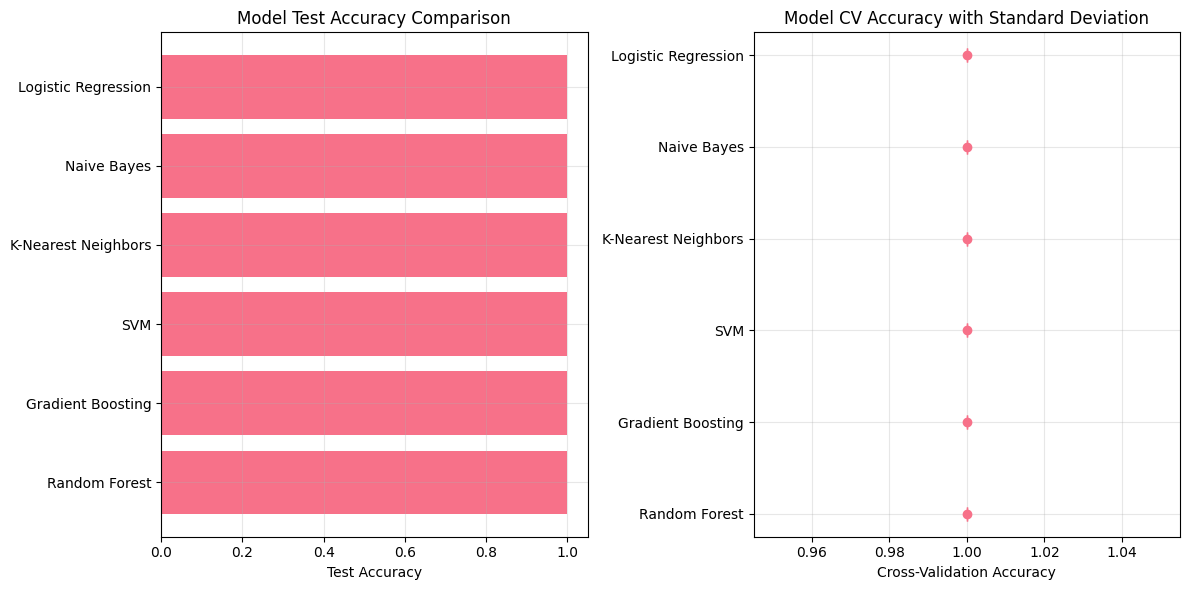 Model Test Accuracy Comparison
Logistic Regression
Naive Bayes
K-Nearest Neighbors
SVM
Gradient Boosting
Random Forest
0.0 0.2 0.4 0.6 0.8 1.0
Test Accuracy
Model CV Accuracy with Standard Deviation
Logistic Regression
Naive Bayes
K-Nearest Neighbors
SVM
Gradient Boosting
Random Forest
0.96 0.98 1.00 1.02 1.04
Cross-Validation Accuracy